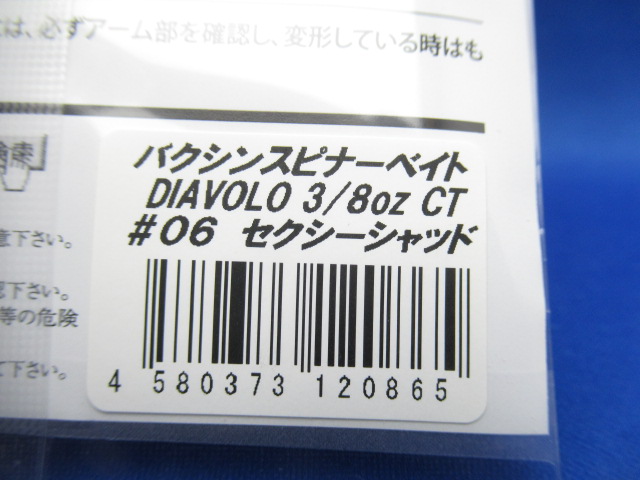 は、必ずアーム部を確認し、変形している時はも
検索
バクシンスピナーベイト
DIAVOLO 3/8oz CT
#06 セクシーシャッド
意下さい。
下さい。
等の危険
下さい。
4 580373 120865